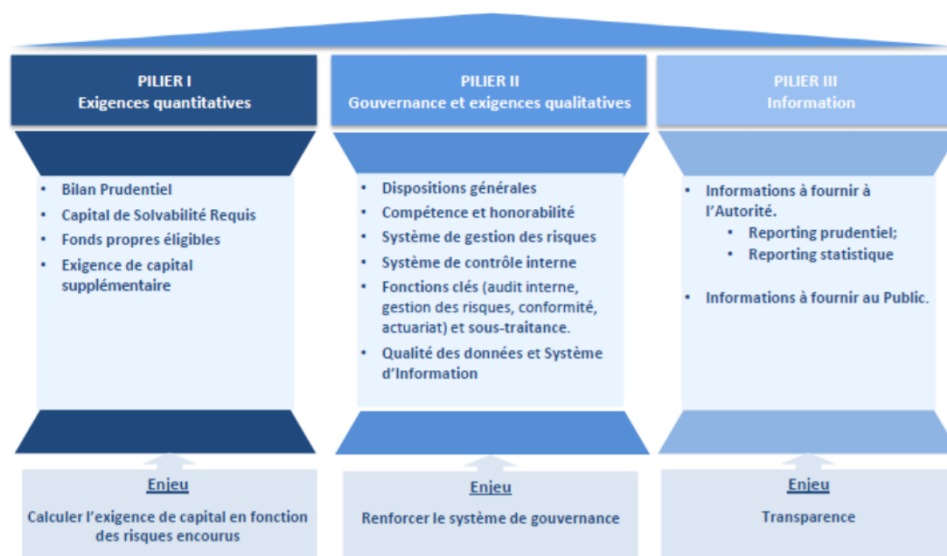 PILIER I
Exigences quantitatives
• Bilan Prudentiel
• Capital de Solvabilité Requis
• Fonds propres éligibles
• Exigence de capital
supplémentaire
Enjeu
Calculer l'exigence de capital en fonction
des risques encourus
PILIER II
Gouvernance et exigences qualitatives
• Dispositions générales
• Compétence et honorabilité
• Système de gestion des risques
• Système de contrôle interne
• Fonctions clés (audit interne,
gestion des risques, conformité,
actuariat) et sous-traitance.
• Qualité des données et Système
d'Information
Enjeu
Renforcer le système de gouvernance
PILIER III
Information
• Informations à fournir à
l'Autorité.
• Reporting prudentiel;
• Reporting statistique
• Informations à fournir au Public.
Enjeu
Transparence